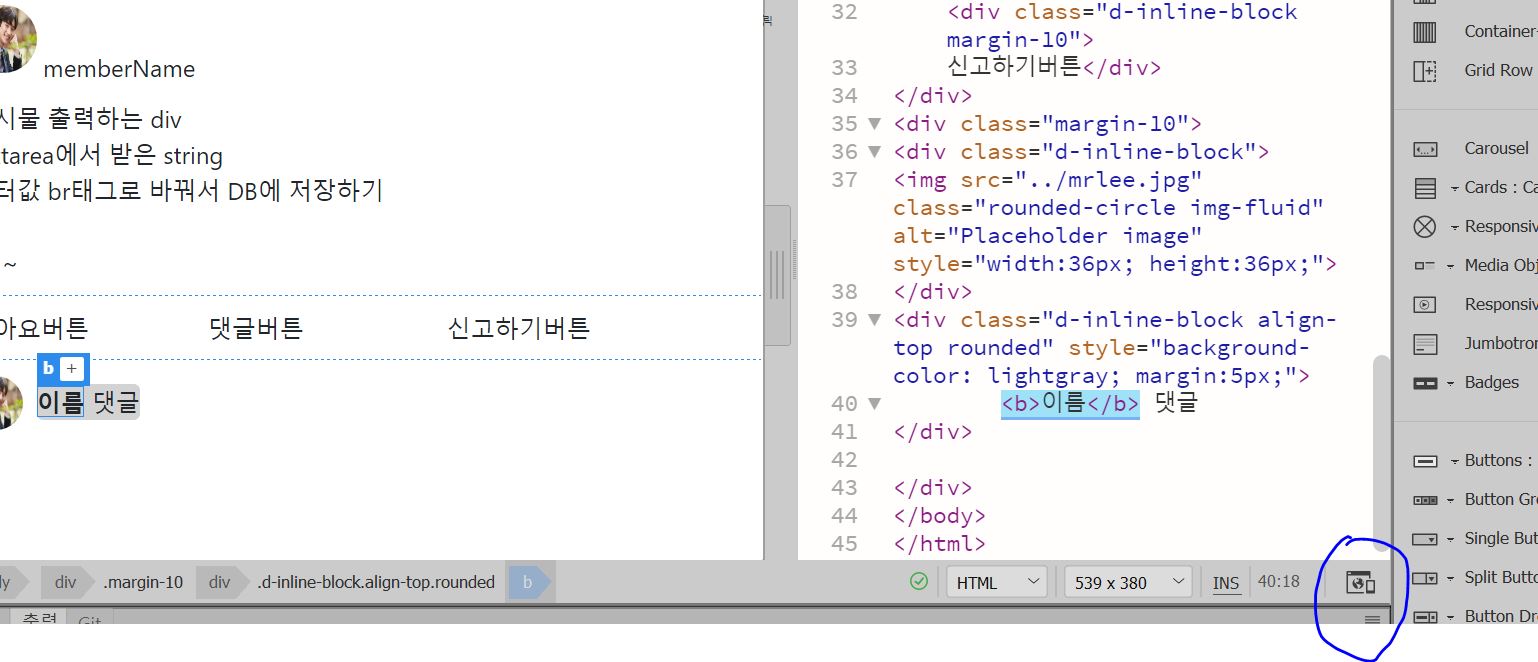 memberName
시물 출력하는 div
tarea에서 받은 string
터값 br태그로 바꿔서 DB에 저장하기
~
아요버튼 댓글버튼 신고하기버튼
b +
이름 댓글
32 <div class="d-inline-block
margin-10">
33 신고하기버튼</div>
34 </div>
35 ▼ <div class="margin-10">
36 ▼ <div class="d-inline-block">
37 <img src="../mrlee.jpg"
class="rounded-circle img-fluid"
alt="Placeholder image"
style="width:36px; height:36px;">
38 </div>
39 ▼ <div class="d-inline-block align-
top rounded" style="background-
color: lightgray; margin:5px;">
40 ▼ <b>이름</b> 댓글
41 </div>
42
43 </div>
44 </body>
45 </html>
Container-
Grid Row
Carousel
Cards : Ca
Responsiv
Media Obj
Responsiv
Jumbotron
Badges
Buttons :
Button Gro
Single But
Split Butto
Button Dr
dy div .margin-10 div .d-inline-block.align-top.rounded b
HTML 539 x 380 INS 40:18
출력 Git